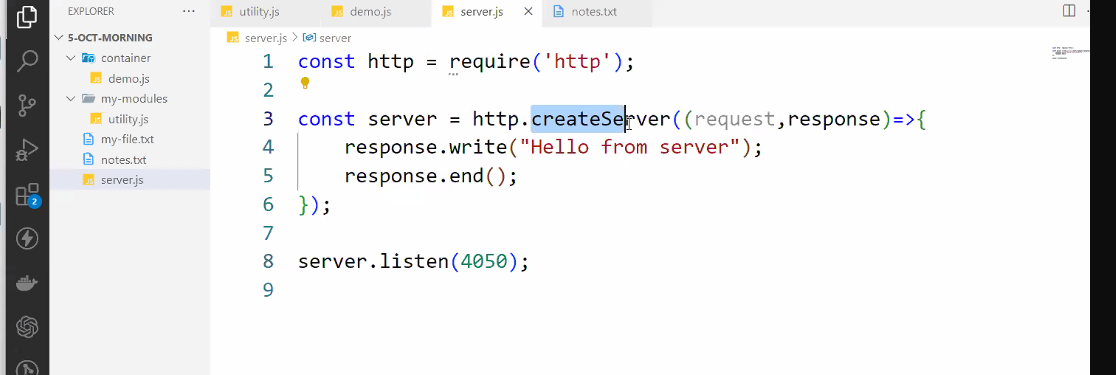 EXPLORER ...
5-OCT-MORNING
container
demo.js
my-modules
utility.js
my-file.txt
notes.txt
server.js
2
utility.js demo.js server.js notes.txt
server.js > server
1 const http = require('http');
2
3 const server = http.createServer((request,response)=>{
4 response.write("Hello from server");
5 response.end();
6 });
7
8 server.listen(4050);
9